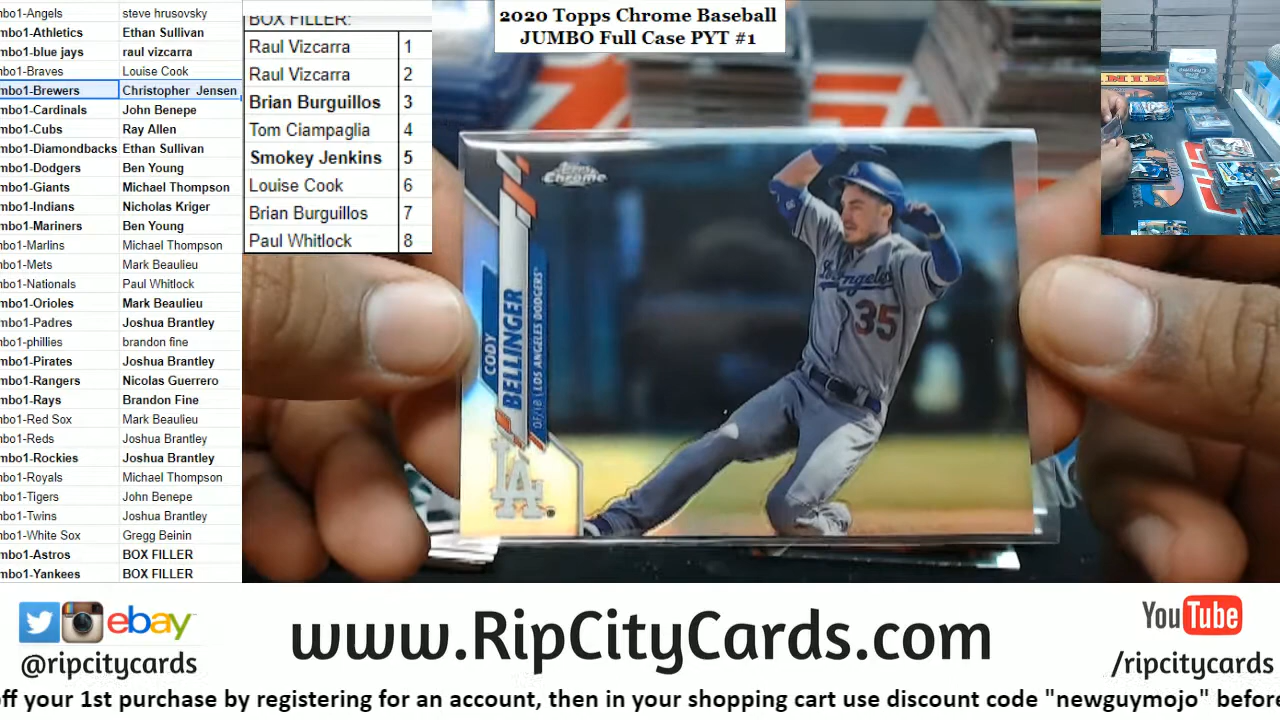 mbo1-Angels steve hrusovsky
mbo1-Athletics Ethan Sullivan
mbo1-blue jays raul vizcarra
mbo1-Braves Louise Cook
mbo1-Brewers Christopher Jensen
mbo1-Cardinals John Benepe
mbo1-Cubs Ray Allen
mbo1-Diamondbacks Ethan Sullivan
mbo1-Dodgers Ben Young
mbo1-Giants Michael Thompson
mbo1-Indians Nicholas Kriger
mbo1-Mariners Ben Young
mbo1-Marlins Michael Thompson
mbo1-Mets Mark Beaulieu
mbo1-Nationals Paul Whitlock
mbo1-Orioles Mark Beaulieu
mbo1-Padres Joshua Brantley
mbo1-phillies brandon fine
mbo1-Pirates Joshua Brantley
mbo1-Rangers Nicolas Guerrero
mbo1-Rays Brandon Fine
mbo1-Red Sox Mark Beaulieu
mbo1-Reds Joshua Brantley
mbo1-Rockies Joshua Brantley
mbo1-Royals Michael Thompson
mbo1-Tigers John Benepe
mbo1-Twins Joshua Brantley
mbo1-White Sox Gregg Beinin
mbo1-Astros BOX FILLER
mbo1-Yankees BOX FILLER
BOX FILLER:
Raul Vizcarra 1
Raul Vizcarra 2
Brian Burguillos 3
Tom Ciampaglia 4
Smokey Jenkins 5
Louise Cook 6
Brian Burguillos 7
Paul Whitlock 8
2020 Topps Chrome Baseball
JUMBO Full Case PYT #1
Chrome
CODY
BELLINGER
OF/1B | LOS ANGELES DODGERS
LA
Los Angeles
35
ebay
@ripcitycards
www.RipCityCards.com
YouTube
/ripcitycards
off your 1st purchase by registering for an account, then in your shopping cart use discount code "newguymojo" before